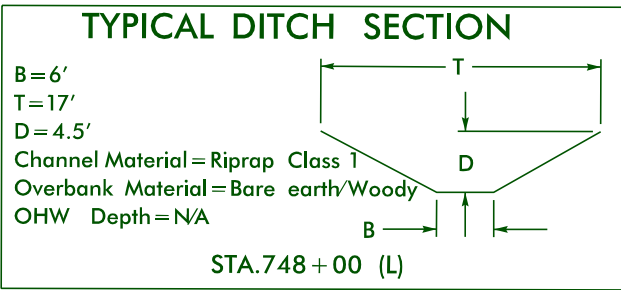 TYPICAL DITCH SECTION
B=6'
T=17'
D=4.5'
Channel Material=Riprap Class 1
Overbank Material=Bare earth/Woody
OHW Depth=N/A
T
D
B
STA.748+00 (L)